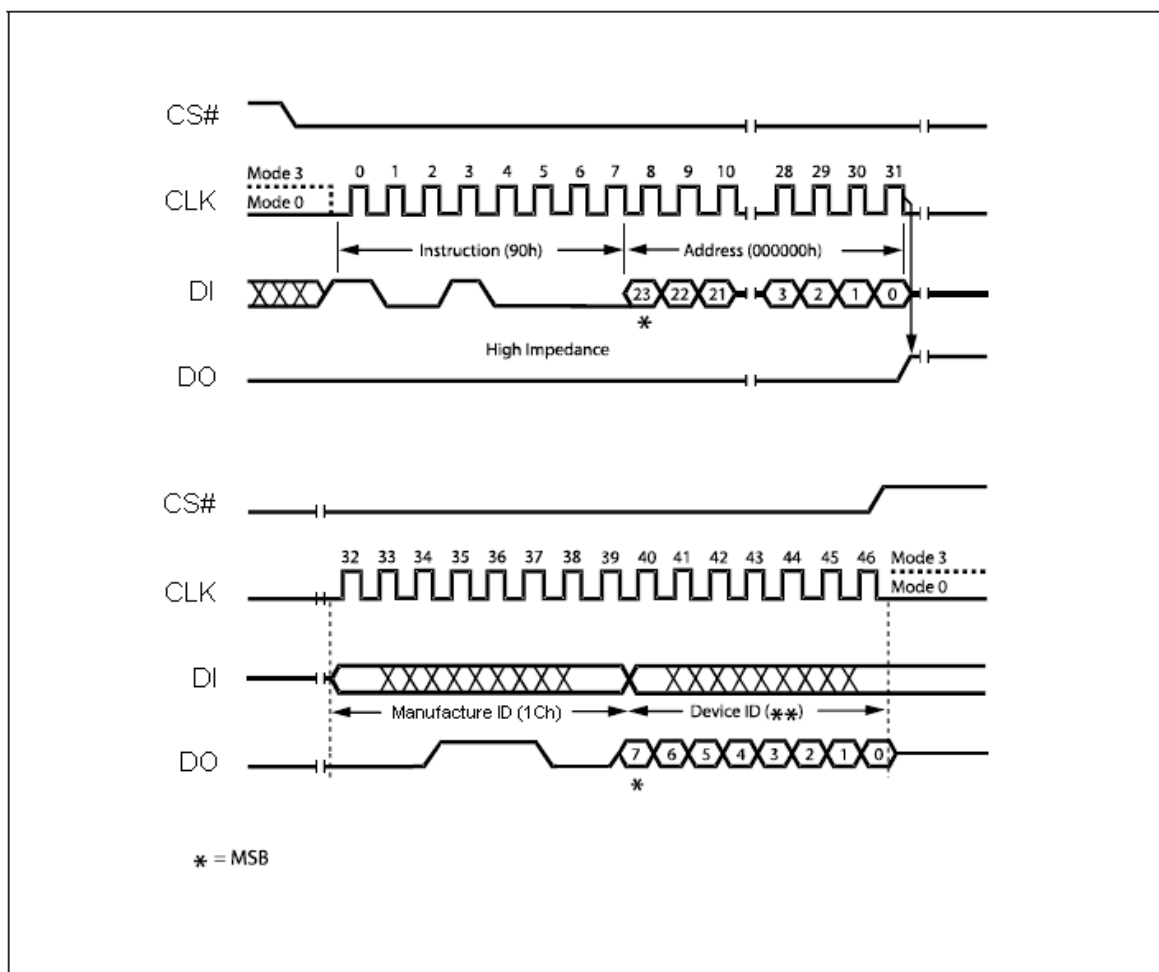 CS#
Mode 3
0 1 2 3 4 5 6 7 8 9 10 28 29 30 31
CLK
Mode 0
Instruction (90h) Address (000000h)
DI
23 22 21 3 2 1 0
*
High Impedance
DO
CS#
32 33 34 35 36 37 38 39 40 41 42 43 44 45 46
Mode 3
CLK
Mode 0
DI
Manufacture ID (1Ch) Device ID (**)
DO
7 6 5 4 3 2 1 0
*
* = MSB